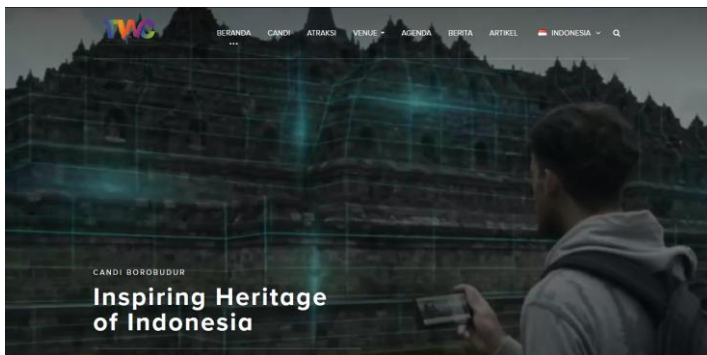 TWC
BERANDA CANDI ATRAKSI VENUE AGENDA BERITA ARTIKEL INDONESIA
CANDI BOROBUDUR
Inspiring Heritage
of Indonesia